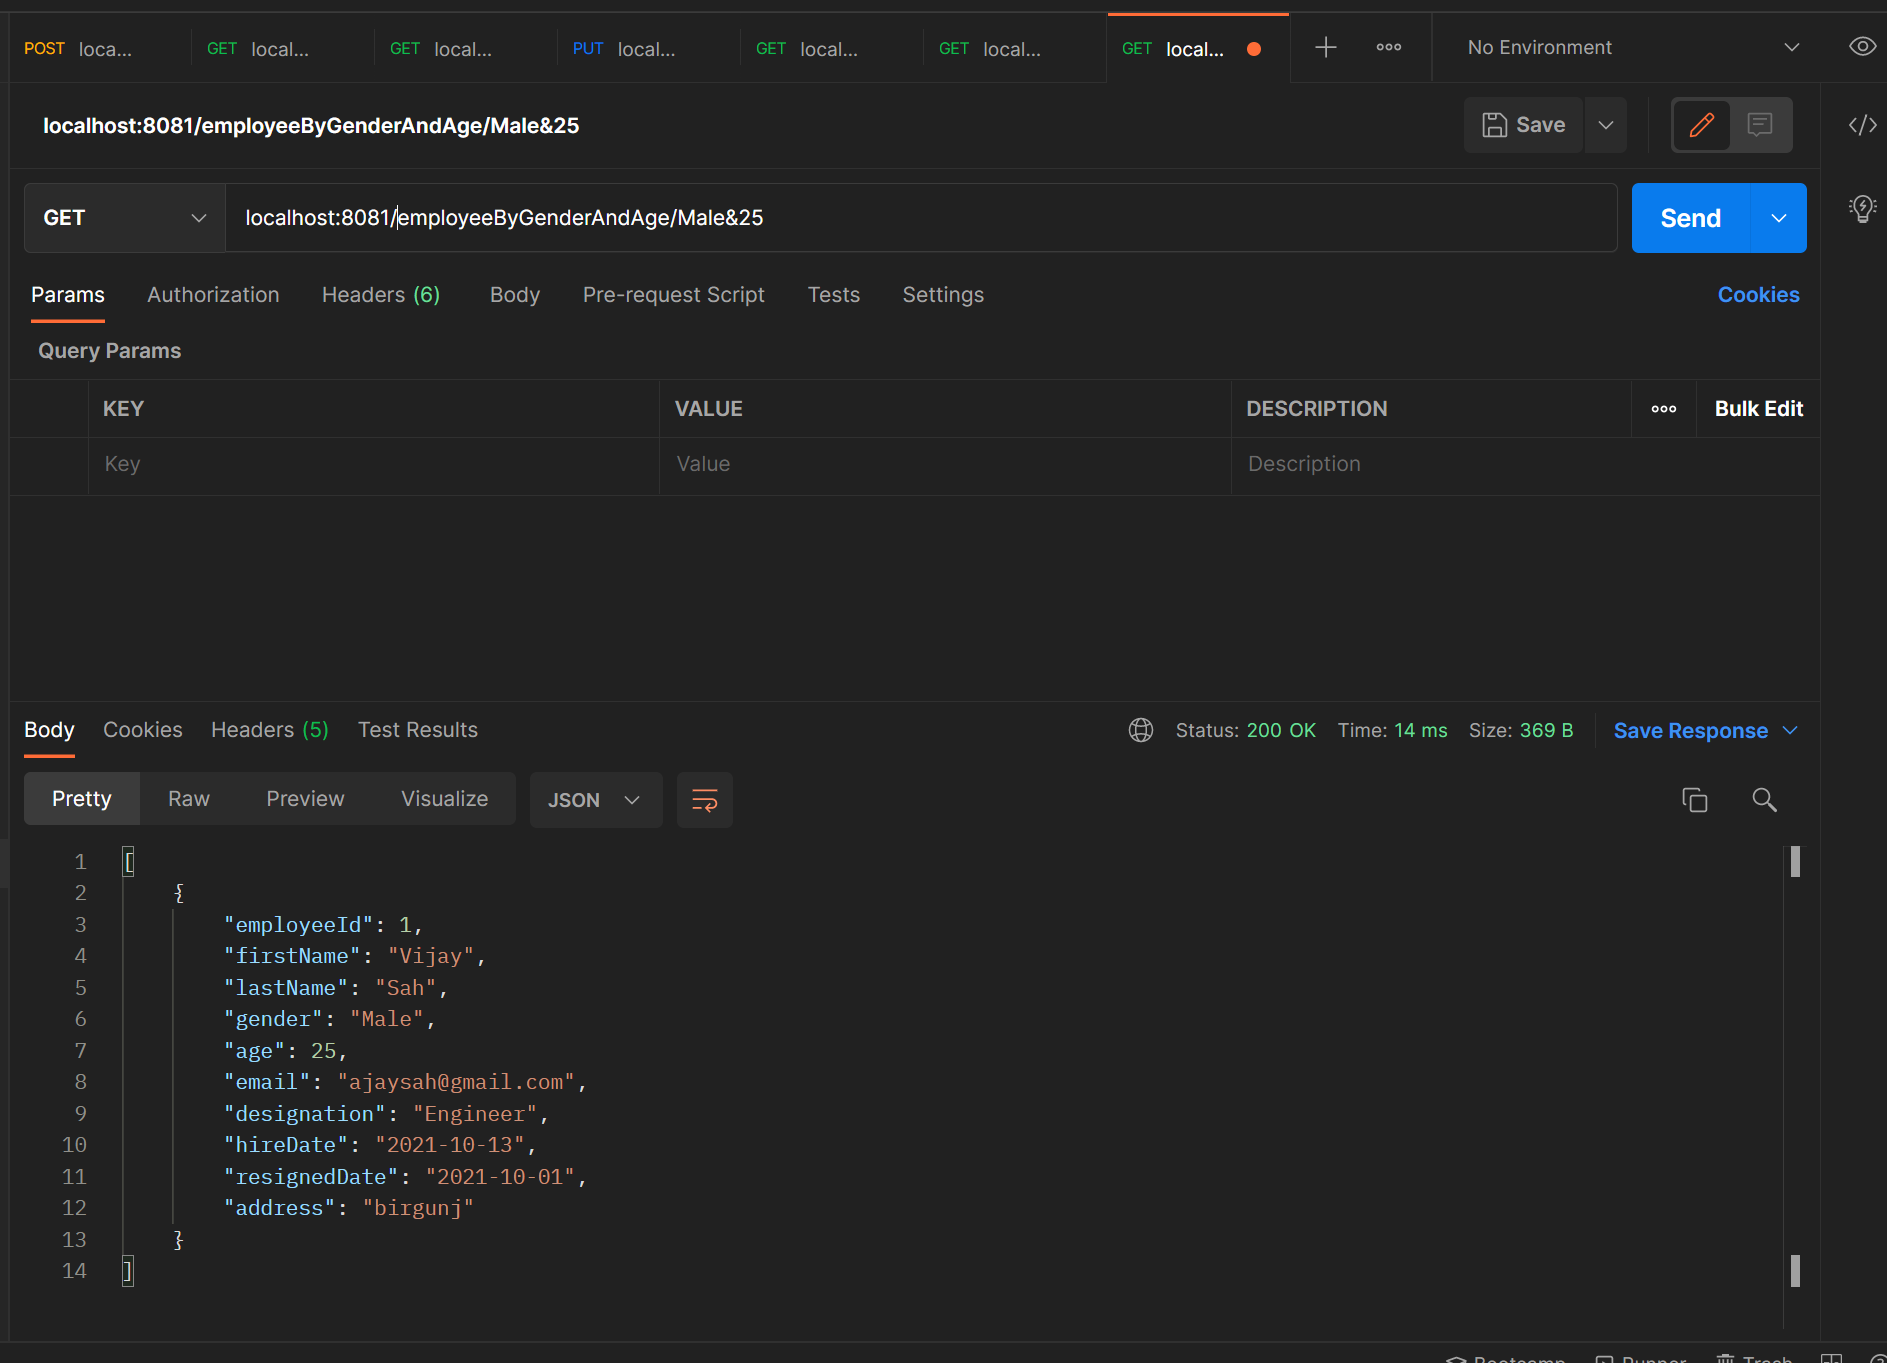 POST loca... GET local... GET local... PUT local... GET local... GET local... GET local... No Environment
localhost:8081/employeeByGenderAndAge/Male&25 Save
GET localhost:8081/employeeByGenderAndAge/Male&25 Send
Params Authorization Headers (6) Body Pre-request Script Tests Settings Cookies
Query Params
KEY VALUE DESCRIPTION Bulk Edit
Key Value Description
Body Cookies Headers (5) Test Results Status: 200 OK Time: 14 ms Size: 369 B Save Response
Pretty Raw Preview Visualize JSON
1 [
2 {
3 "employeeId": 1,
4 "firstName": "Vijay",
5 "lastName": "Sah",
6 "gender": "Male",
7 "age": 25,
8 "email": "ajaysah@gmail.com",
9 "designation": "Engineer",
10 "hireDate": "2021-10-13",
11 "resignedDate": "2021-10-01",
12 "address": "birgunj"
13 }
14 ]
Bootcamp Runner Trash